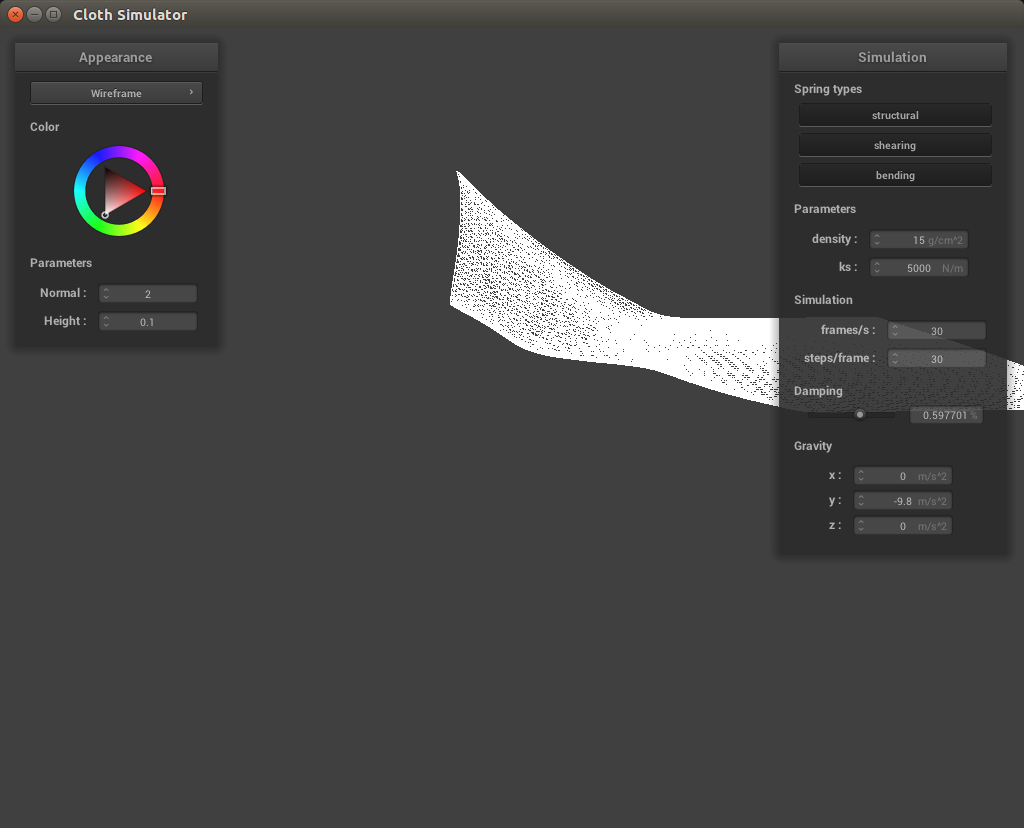 Cloth Simulator
Appearance
Wireframe
Color
Parameters
Normal : 2
Height : 0.1
Simulation
Spring types
structural
shearing
bending
Parameters
density : 15 g/cm^2
ks : 5000 N/m
Simulation
frames/s : 30
steps/frame : 30
Damping
0.597701 %
Gravity
x : 0 m/s^2
y : -9.8 m/s^2
z : 0 m/s^2